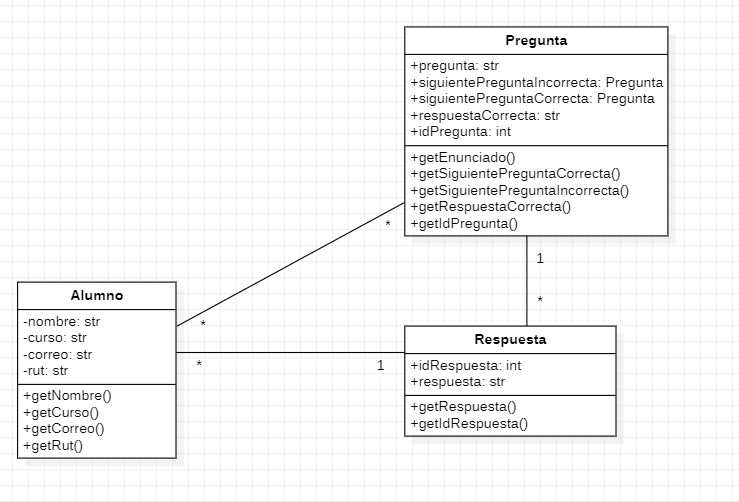 Pregunta
+pregunta: str
+siguientePreguntaIncorrecta: Pregunta
+siguientePreguntaCorrecta: Pregunta
+respuestaCorrecta: str
+idPregunta: int
+getEnunciado()
+getSiguientePreguntaCorrecta()
+getSiguientePreguntaIncorrecta()
+getRespuestaCorrecta()
+getIdPregunta()
*
1
*
*
Alumno
-nombre: str
-curso: str
-correo: str
-rut: str
+getNombre()
+getCurso()
+getCorreo()
+getRut()
*
1
Respuesta
+idRespuesta: int
+respuesta: str
+getRespuesta()
+getIdRespuesta()